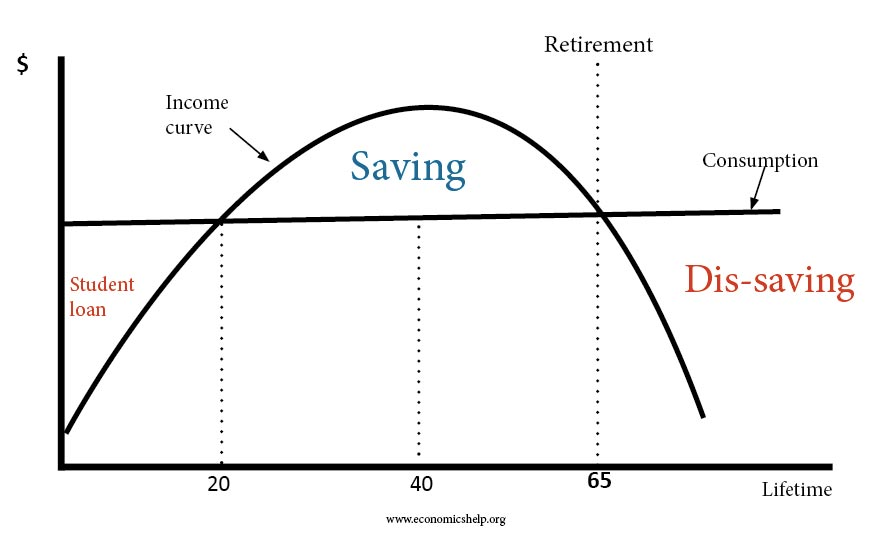 Retirement
$
Income
curve
Saving
Consumption
Student
loan
Dis-saving
20
40
65
Lifetime
www.economicshelp.org